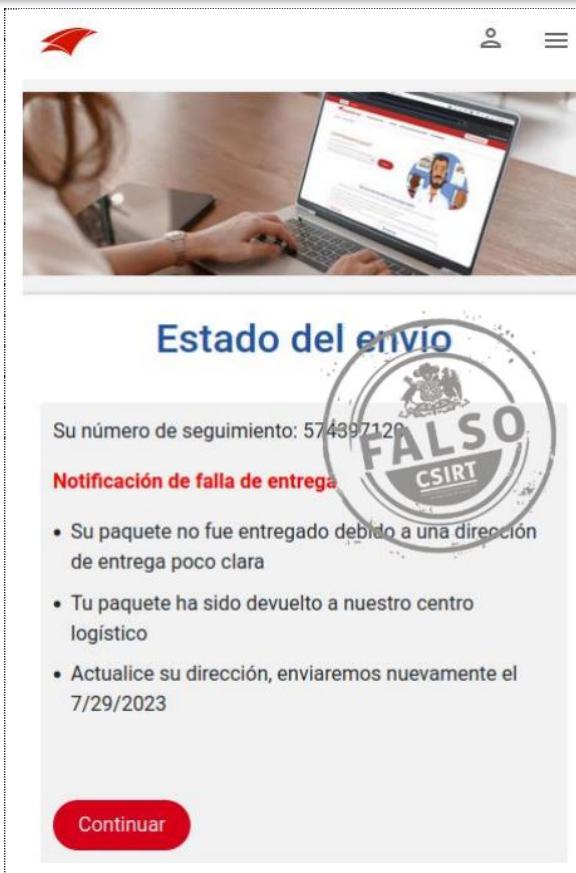 Estado del envío
Su número de seguimiento: 574397120
Notificación de falla de entrega
FALSO
CSIRT
• Su paquete no fue entregado debido a una dirección
de entrega poco clara
• Tu paquete ha sido devuelto a nuestro centro
logístico
• Actualice su dirección, enviaremos nuevamente el
7/29/2023
Continuar